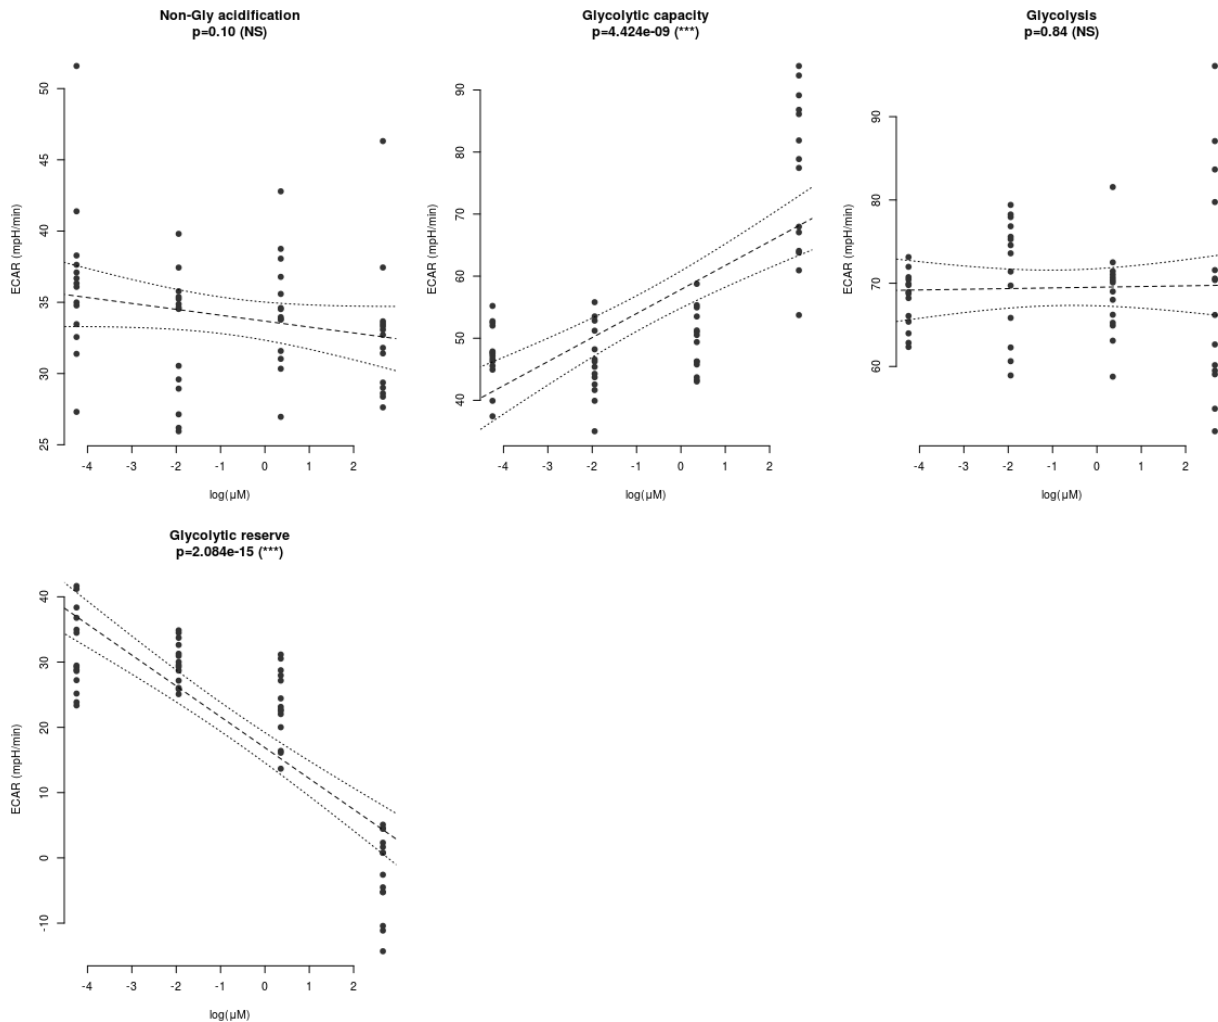 Non-Gly acidification
p=0.10 (NS)
ECAR (mpH/min)
50
45
40
35
30
25
-4 -3 -2 -1 0 1 2
log(µM)
Glycolytic capacity
p=4.424e-09 (***)
ECAR (mpH/min)
90
80
70
60
50
40
-4 -3 -2 -1 0 1 2
log(µM)
Glycolysis
p=0.84 (NS)
ECAR (mpH/min)
90
80
70
60
-4 -3 -2 -1 0 1 2
log(µM)
Glycolytic reserve
p=2.084e-15 (***)
ECAR (mpH/min)
40
30
20
10
0
-10
-4 -3 -2 -1 0 1 2
log(µM)